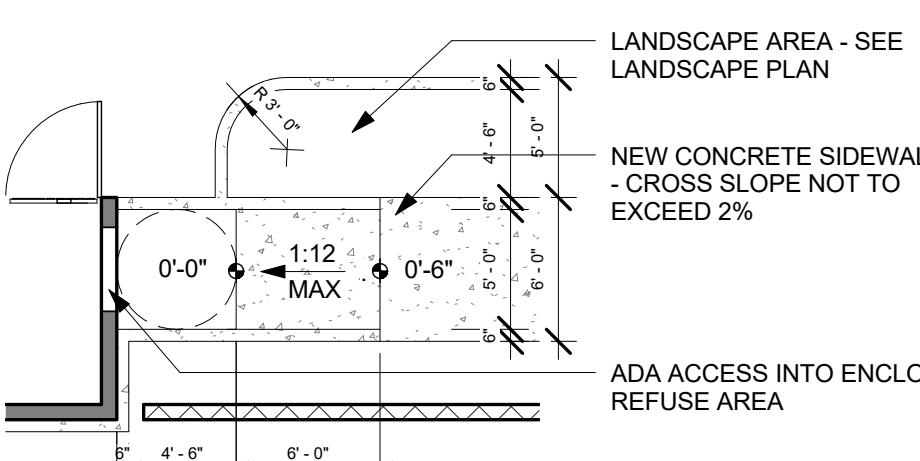 LANDSCAPE AREA - SEE
LANDSCAPE PLAN
R 3' - 0"
6"
4' - 6"
5' - 0"
NEW CONCRETE SIDEWAL
- CROSS SLOPE NOT TO
EXCEED 2%
6"
0'-0"
1:12
MAX
0'-6"
5' - 0"
6' - 0"
6"
ADA ACCESS INTO ENCLO
REFUSE AREA
6"
4' - 6"
6' - 0"